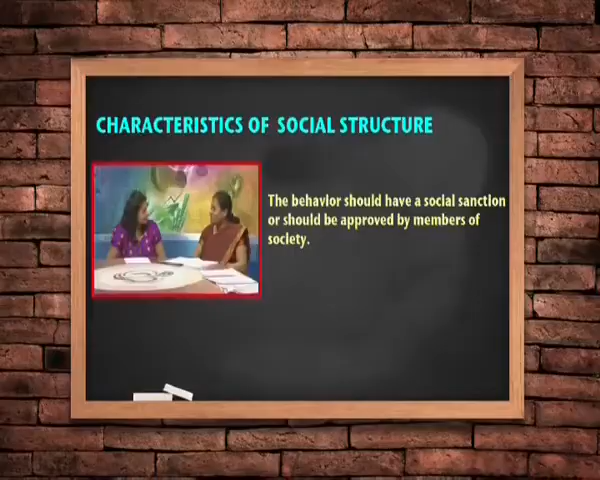 CHARACTERISTICS OF SOCIAL STRUCTURE
The behavior should have a social sanction
or should be approved by members of
society.